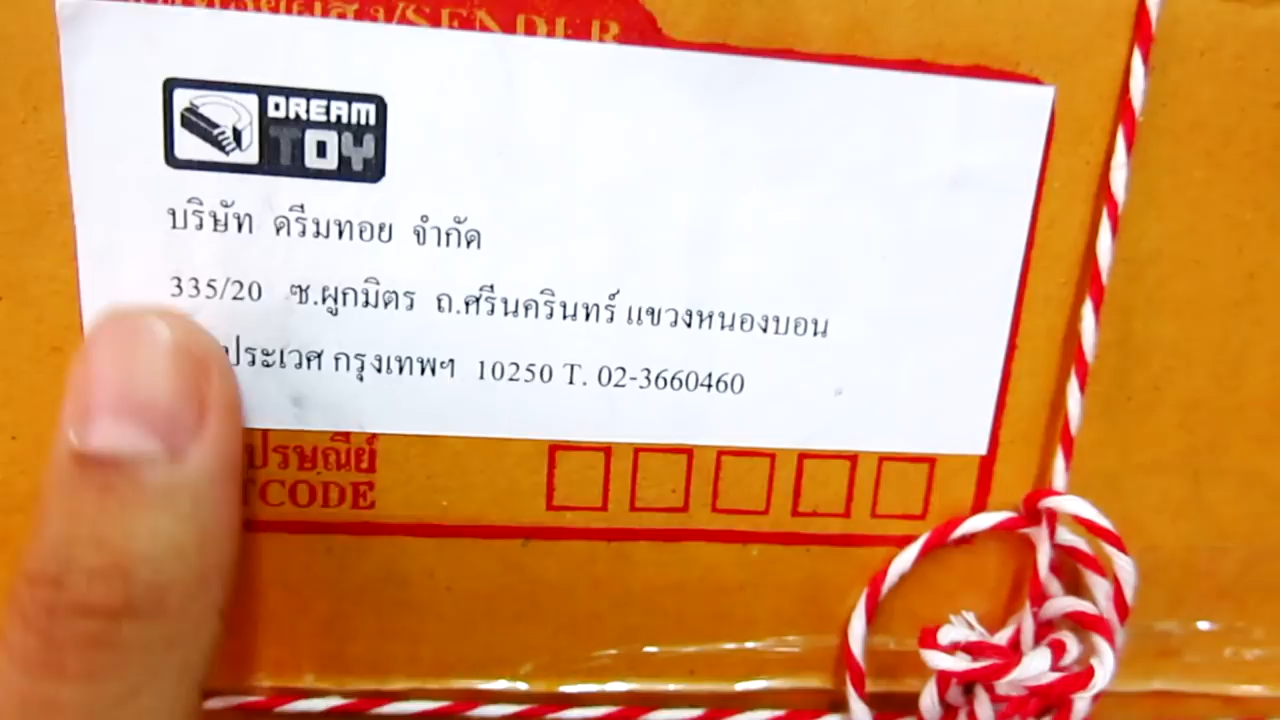 /SENDER
DREAM
TOY
บริษัท ดรีมทอย จำกัด
335/20 ซ.ผูกมิตร ถ.ศรีนครินทร์ แขวงหนองบอน
ประเวศ กรุงเทพฯ 10250 T. 02-3660460
ปรษณีย์
TCODE